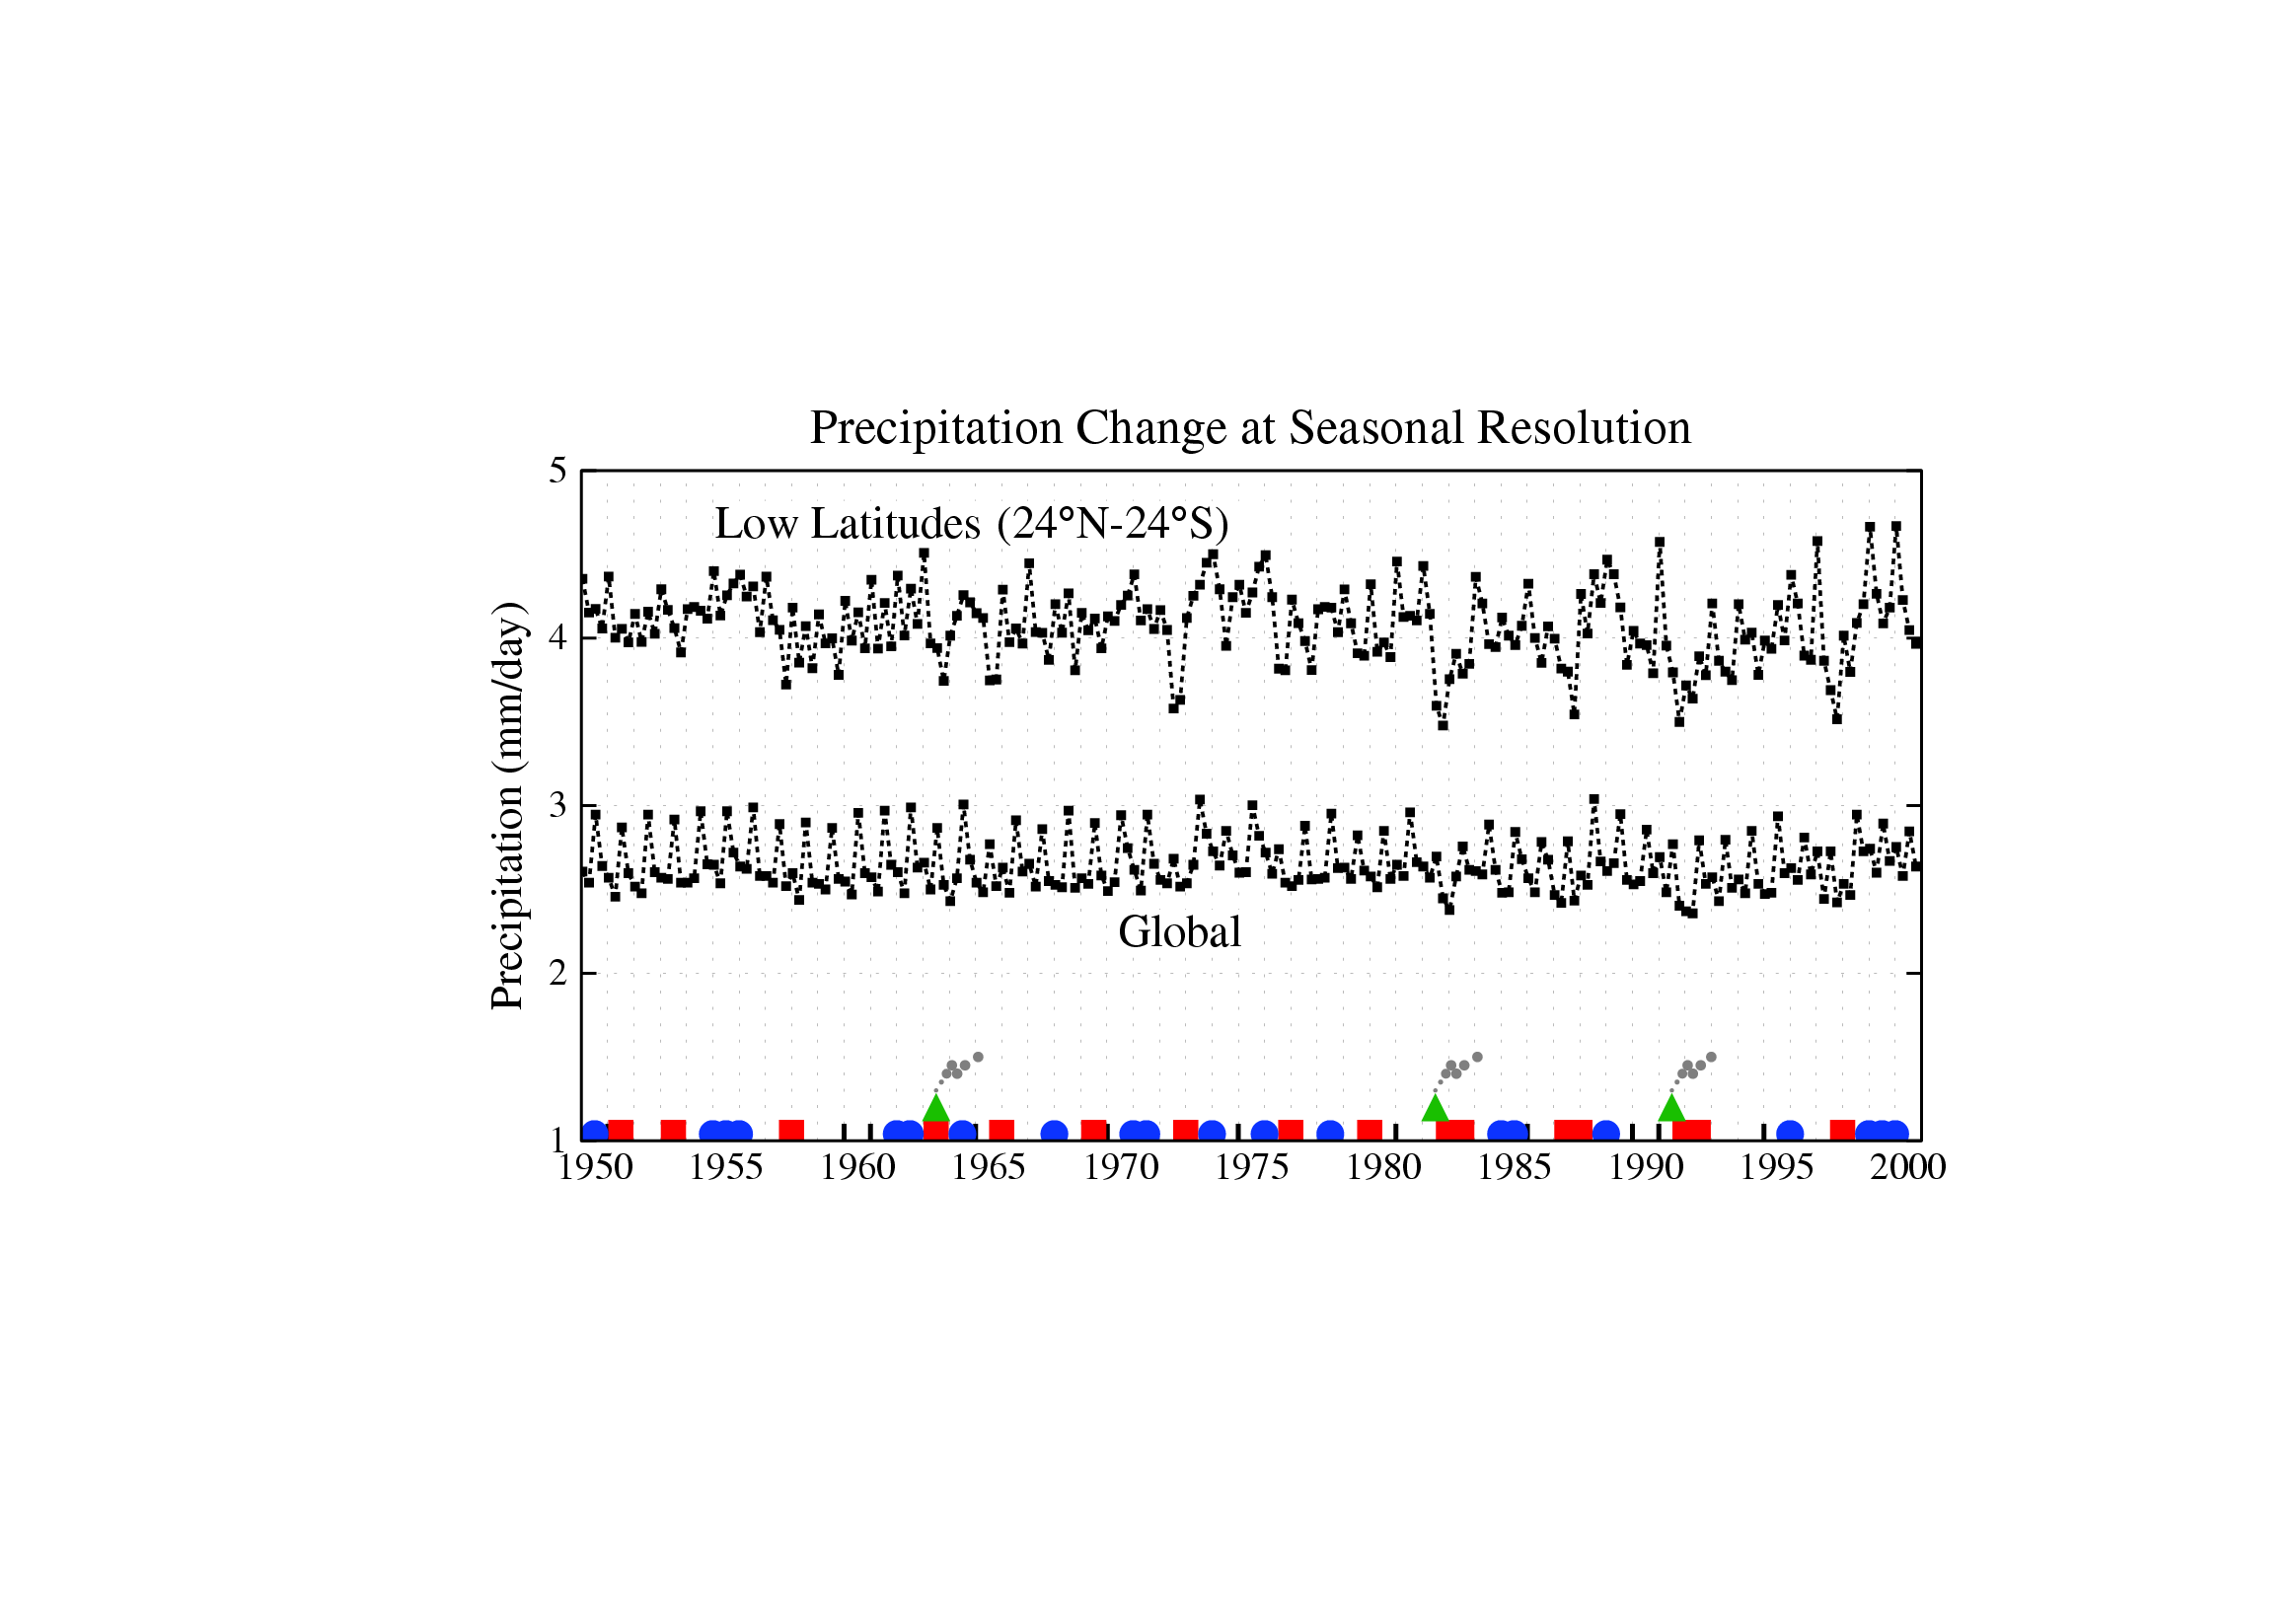 Precipitation Change at Seasonal Resolution
5
Low Latitudes (24°N-24°S)
4
Precipitation (mm/day)
3
Global
2
1
1950 1955 1960 1965 1970 1975 1980 1985 1990 1995 2000